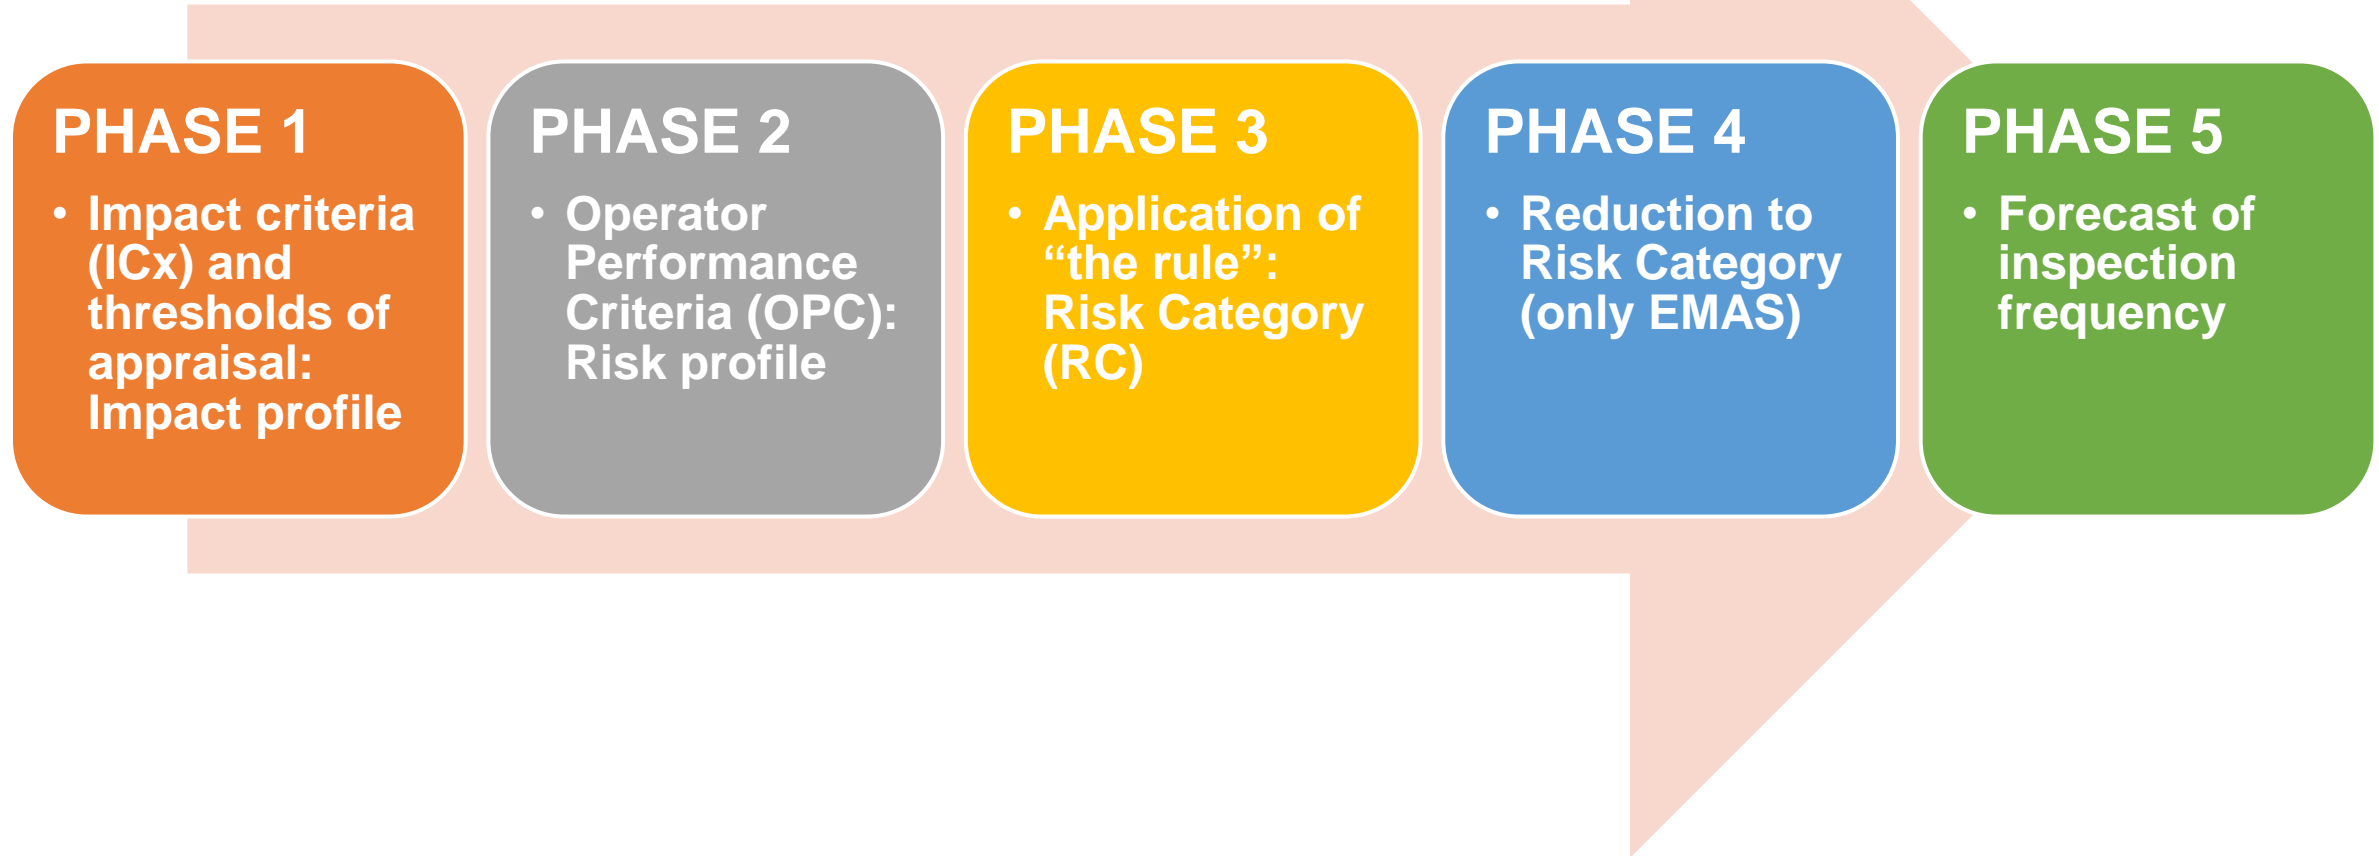 PHASE 1
• Impact criteria
(ICx) and
thresholds of
appraisal:
Impact profile
PHASE 2
• Operator
Performance
Criteria (OPC):
Risk profile
PHASE 3
• Application of
“the rule”:
Risk Category
(RC)
PHASE 4
• Reduction to
Risk Category
(only EMAS)
PHASE 5
• Forecast of
inspection
frequency